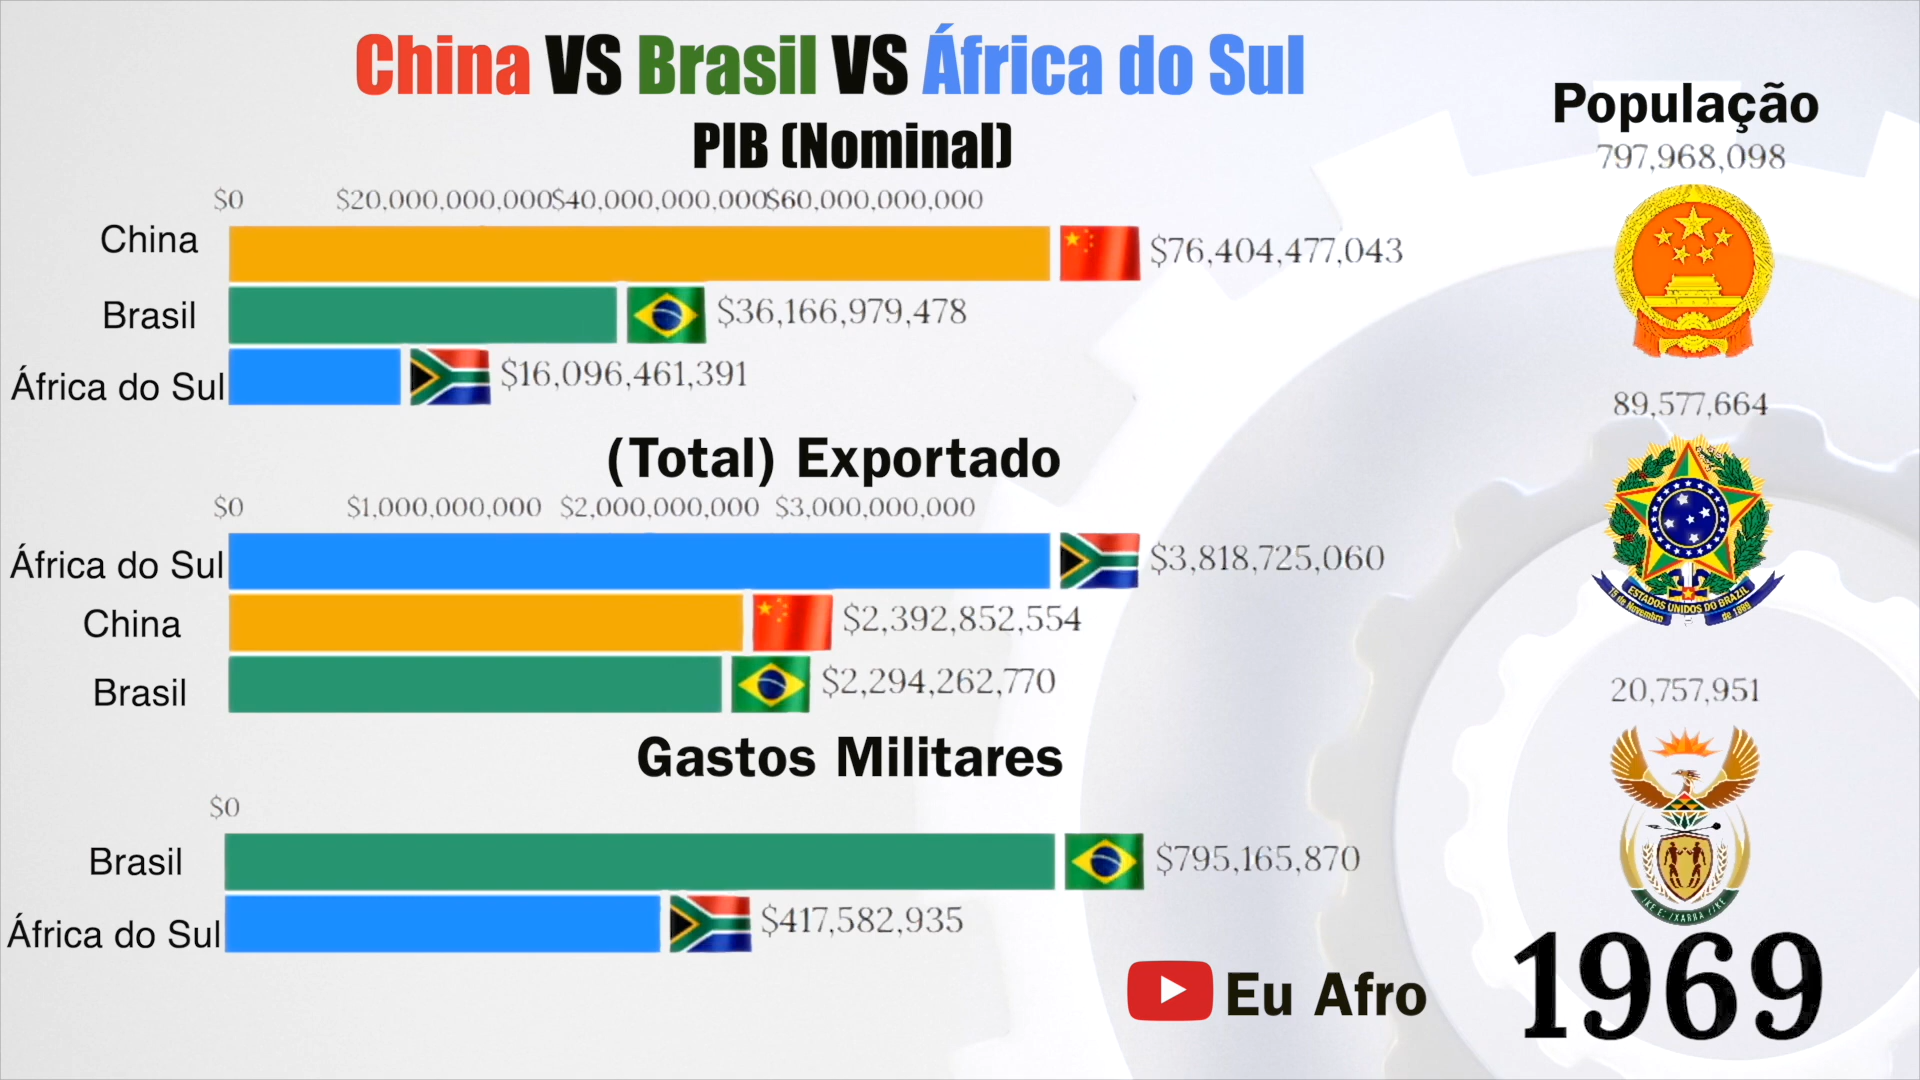 China VS Brasil VS África do Sul
PIB (Nominal)
$0 $20,000,000,000 $40,000,000,000 $60,000,000,000
China $76,404,477,043
Brasil $36,166,979,478
África do Sul $16,096,461,391
(Total) Exportado
$0 $1,000,000,000 $2,000,000,000 $3,000,000,000
África do Sul $3,818,725,060
China $2,392,852,554
Brasil $2,294,262,770
Gastos Militares
$0
Brasil $795,165,870
África do Sul $417,582,935
População
797,968,098
89,577,664
ESTADOS UNIDOS DO BRAZIL
15 de Novembro de 1889
20,757,951
Eu Afro
1969